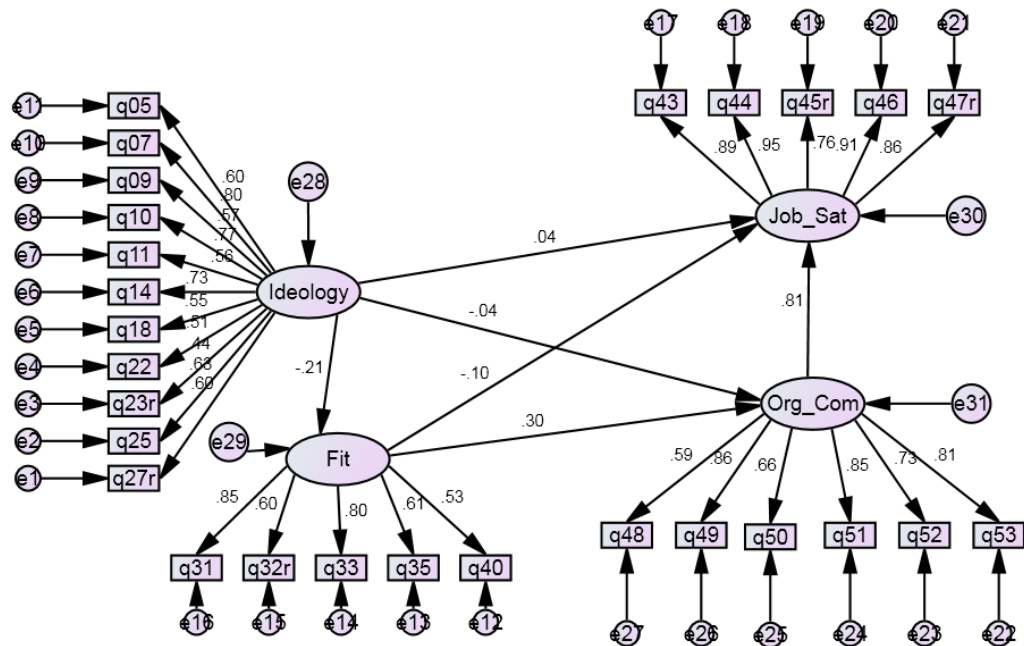 e17 e18 e19 e20 e21
q43 q44 q45r q46 q47r
.89 .95 .76 .91 .86
Job_Sat
e30
e11 q05
e10 q07
e9 q09
e8 q10
e7 q11
e6 q14
e5 q18
e4 q22
e3 q23r
e2 q25
e1 q27r
.60
.80
.57
.77
.56
.73
.55
.51
.44
.63
.60
e28
Ideology
.04
-.04
-.21
-.10
.81
.30
e29
Fit
.85 .60 .80 .61 .53
q31 q32r q33 q35 q40
e16 e15 e14 e13 e12
Org_Com
e31
.59 .86 .66 .85 .73 .81
q48 q49 q50 q51 q52 q53
e27 e26 e25 e24 e23 e22